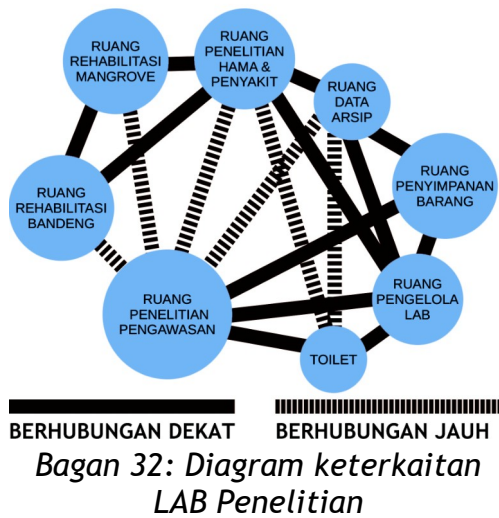 RUANG
REHABILITASI
MANGROVE
RUANG
PENELITIAN
HAMA &
PENYAKIT
RUANG
DATA
ARSIP
RUANG
PENYIMPANAN
BARANG
RUANG
REHABILITASI
BANDENG
RUANG
PENELITIAN
PENGAWASAN
RUANG
PENGELOLA
LAB
TOILET
BERHUBUNGAN DEKAT
BERHUBUNGAN JAUH
Bagan 32: Diagram keterkaitan
LAB Penelitian